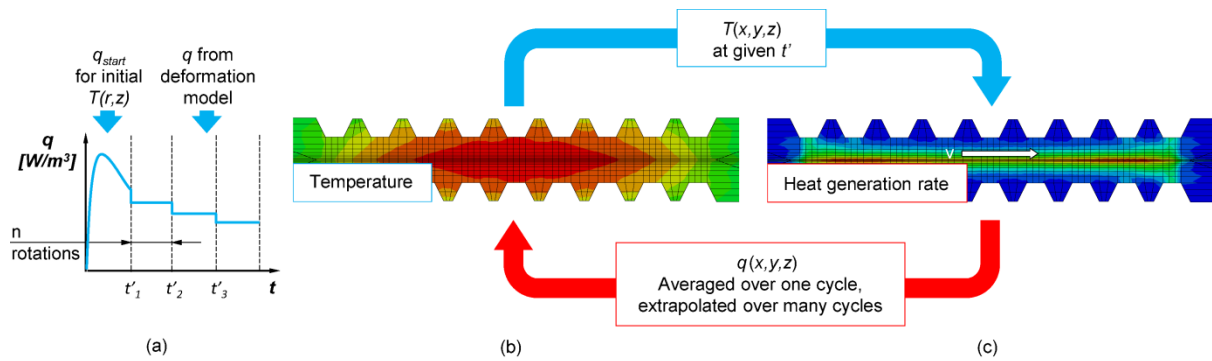 q_start
for initial
T(r,z)
q from
deformation
model
q
[W/m³]
n
rotations
t'₁
t'₂
t'₃
t
(a)
T(x,y,z)
at given t'
Temperature
(b)
V
Heat generation rate
q(x,y,z)
Averaged over one cycle,
extrapolated over many cycles
(c)